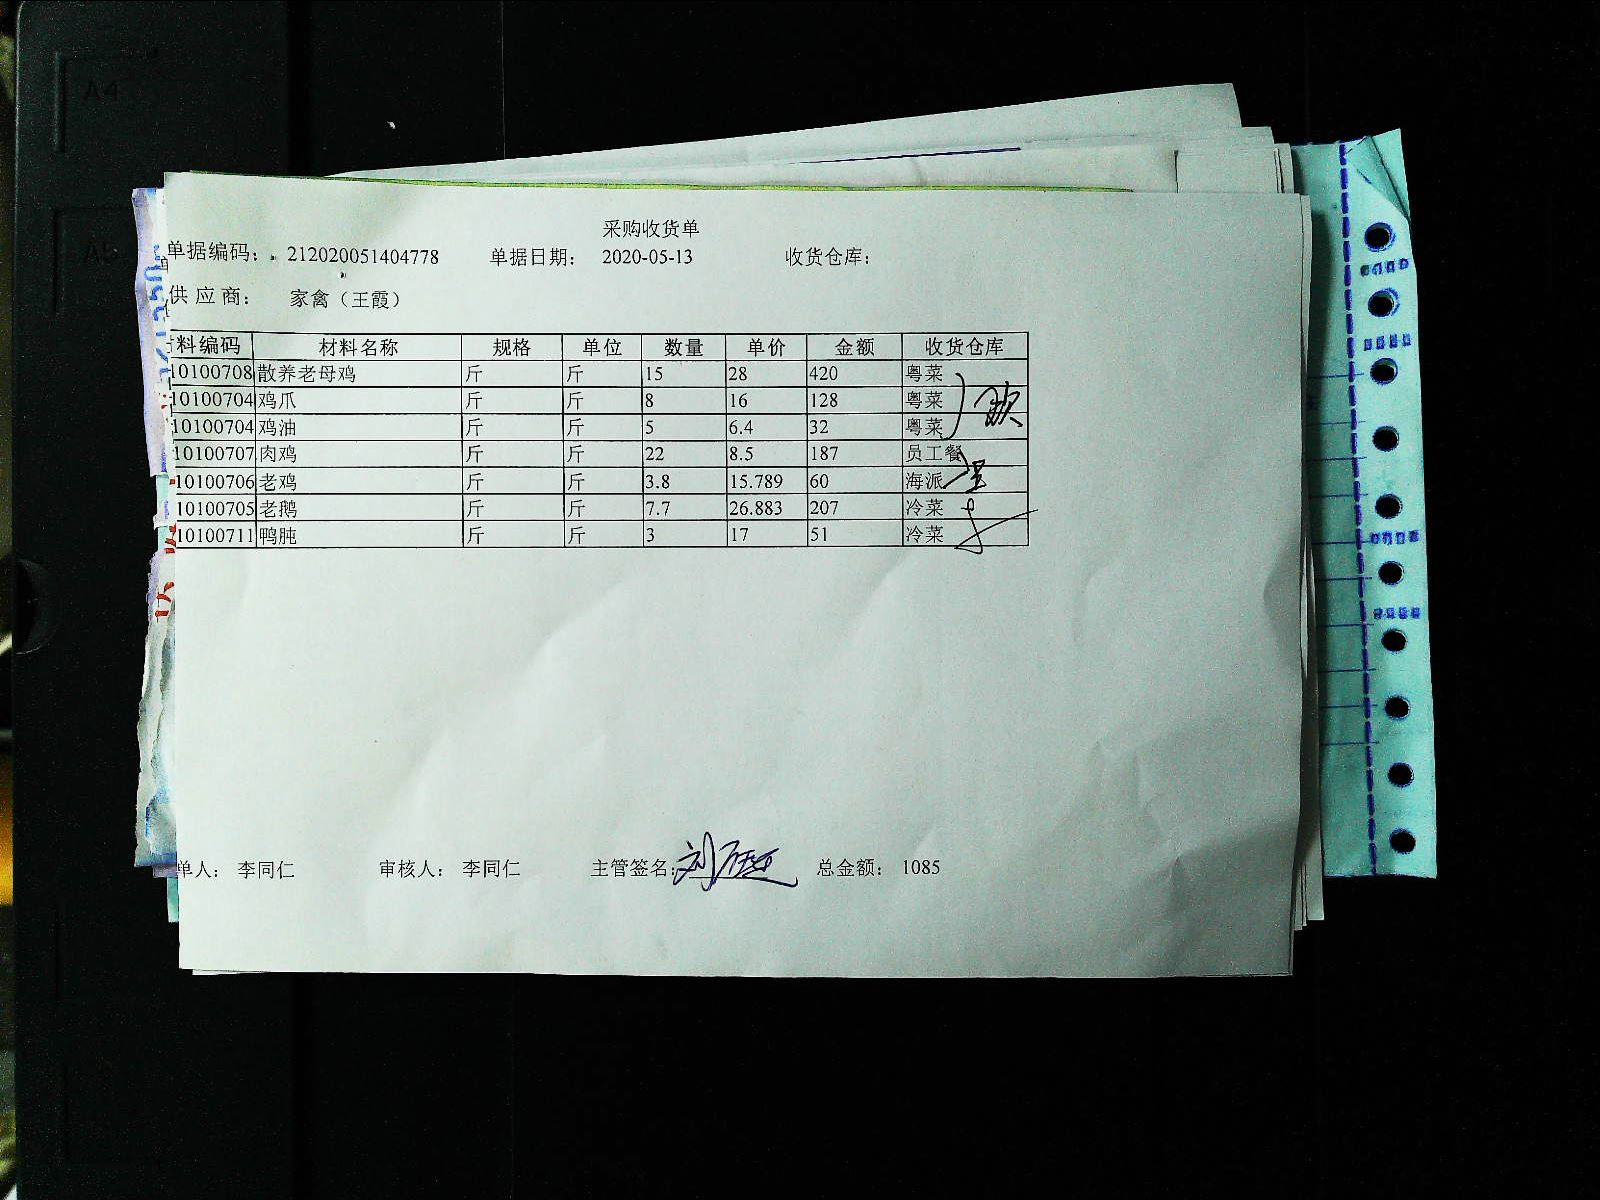 采购收货单
单据编码： 212020051404778 单据日期： 2020-05-13 收货仓库：
供 应 商： 家禽（王霞）
料编码 材料名称 规格 单位 数量 单价 金额 收货仓库
10100708 散养老母鸡 斤 斤 15 28 420 粤菜
10100704 鸡爪 斤 斤 8 16 128 粤菜
10100704 鸡油 斤 斤 5 6.4 32 粤菜
10100707 肉鸡 斤 斤 22 8.5 187 员工餐
10100706 老鸡 斤 斤 3.8 15.789 60 海派
10100705 老鹅 斤 斤 7.7 26.883 207 冷菜
10100711 鸭肫 斤 斤 3 17 51 冷菜
单人： 李同仁 审核人： 李同仁 主管签名： 总金额： 1085
A4
A5